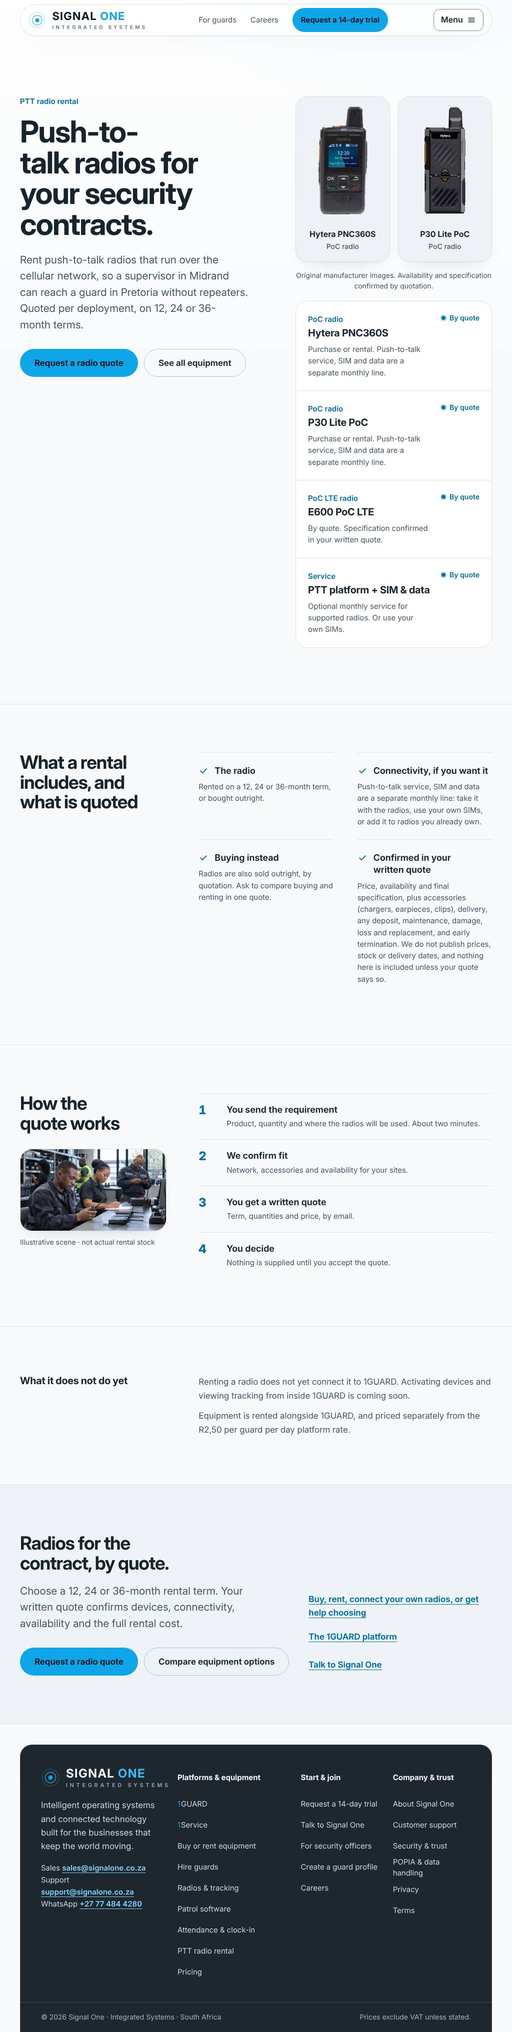 SIGNAL ONE
INTEGRATED SYSTEMS
For guards
Careers
Request a 14-day trial
Menu
PTT radio rental
Push-to-
talk radios for
your security
contracts.
Rent push-to-talk radios that run over the
cellular network, so a supervisor in Midrand
can reach a guard in Pretoria without repeaters.
Quoted per deployment, on 12, 24 or 36-
month terms.
Request a radio quote
See all equipment
Hytera PNC360S
PoC radio
P30 Lite PoC
PoC radio
Original manufacturer images. Availability and specification
confirmed by quotation.
PoC radio
By quote
Hytera PNC360S
Purchase or rental. Push-to-talk
service, SIM and data are a
separate monthly line.
PoC radio
By quote
P30 Lite PoC
Purchase or rental. Push-to-talk
service, SIM and data are a
separate monthly line.
PoC LTE radio
By quote
E600 PoC LTE
By quote. Specification confirmed
in your written quote.
Service
By quote
PTT platform + SIM & data
Optional monthly service for
supported radios. Or use your
own SIMs.
What a rental
includes, and
what is quoted
The radio
Rented on a 12, 24 or 36-month term,
or bought outright.
Connectivity, if you want it
Push-to-talk service, SIM and data
are a separate monthly line: take it
with the radios, use your own SIMs,
or add it to radios you already own.
Buying instead
Radios are also sold outright, by
quotation. Ask to compare buying and
renting in one quote.
Confirmed in your
written quote
Price, availability and final
specification, plus accessories
(chargers, earpieces, clips), delivery,
any deposit, maintenance, damage,
loss and replacement, and early
termination. We do not publish prices,
stock or delivery dates, and nothing
here is included unless your quote
says so.
How the
quote works
Illustrative scene · not actual rental stock
1
You send the requirement
Product, quantity and where the radios will be used. About two minutes.
2
We confirm fit
Network, accessories and availability for your sites.
3
You get a written quote
Term, quantities and price, by email.
4
You decide
Nothing is supplied until you accept the quote.
What it does not do yet
Renting a radio does not yet connect it to 1GUARD. Activating devices and
viewing tracking from inside 1GUARD is coming soon.
Equipment is rented alongside 1GUARD, and priced separately from the
R2,50 per guard per day platform rate.
Radios for the
contract, by quote.
Choose a 12, 24 or 36-month rental term. Your
written quote confirms devices, connectivity,
availability and the full rental cost.
Request a radio quote
Compare equipment options
Buy, rent, connect your own radios, or get
help choosing
The 1GUARD platform
Talk to Signal One
SIGNAL ONE
INTEGRATED SYSTEMS
Intelligent operating systems
and connected technology
built for the businesses that
keep the world moving.
Sales sales@signalone.co.za
Support
support@signalone.co.za
WhatsApp +27 77 484 4280
Platforms & equipment
1GUARD
1Service
Buy or rent equipment
Hire guards
Radios & tracking
Patrol software
Attendance & clock-in
PTT radio rental
Pricing
Start & join
Request a 14-day trial
Talk to Signal One
For security officers
Create a guard profile
Careers
Company & trust
About Signal One
Customer support
Security & trust
POPIA & data
handling
Privacy
Terms
© 2026 Signal One · Integrated Systems · South Africa
Prices exclude VAT unless stated.